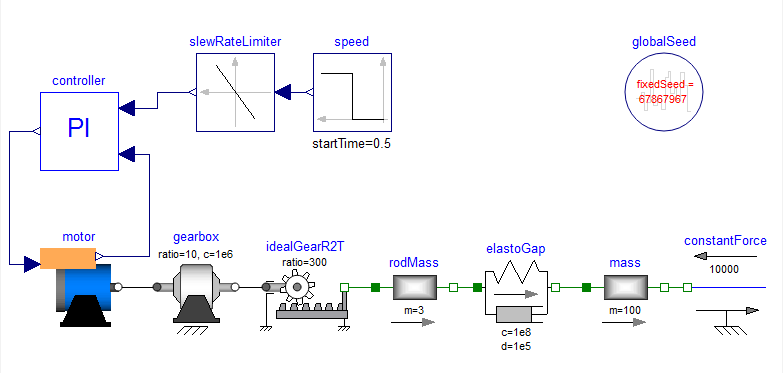 slewRateLimiter
speed
globalSeed
controller
PI
fixedSeed =
67867967
startTime=0.5
motor
gearbox
ratio=10, c=1e6
idealGearR2T
ratio=300
rodMass
m=3
elastoGap
c=1e8
d=1e5
mass
m=100
constantForce
10000